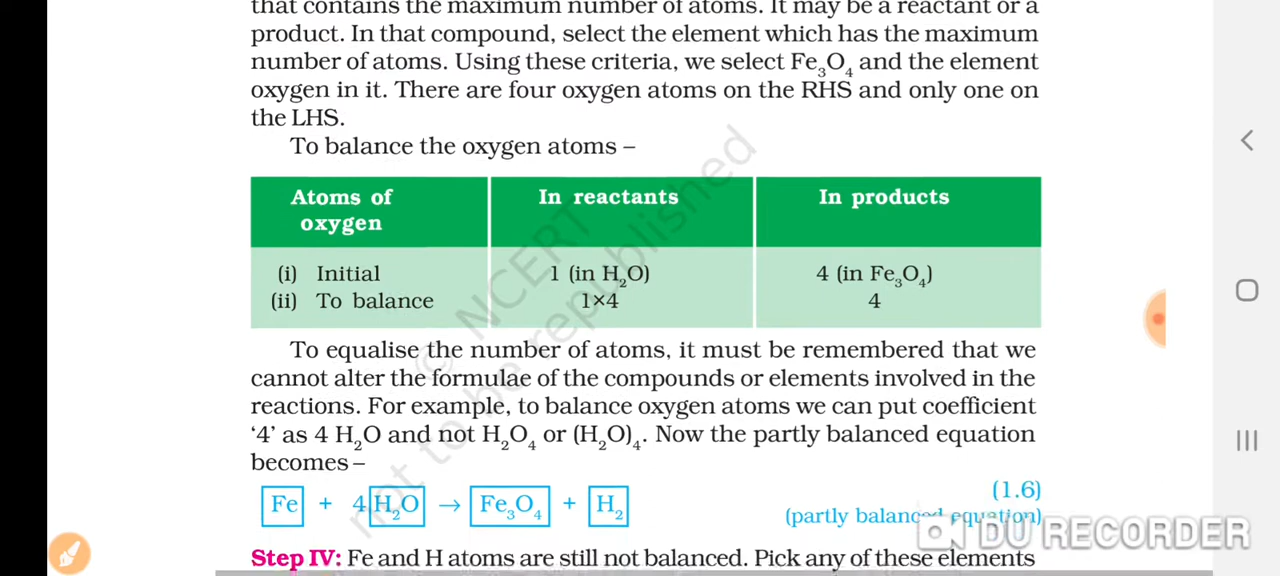 that contains the maximum number of atoms. It may be a reactant or a
product. In that compound, select the element which has the maximum
number of atoms. Using these criteria, we select Fe₃O₄ and the element
oxygen in it. There are four oxygen atoms on the RHS and only one on
the LHS.
To balance the oxygen atoms –
Atoms of oxygen In reactants In products
(i) Initial 1 (in H₂O) 4 (in Fe₃O₄)
(ii) To balance 1×4 4
To equalise the number of atoms, it must be remembered that we
cannot alter the formulae of the compounds or elements involved in the
reactions. For example, to balance oxygen atoms we can put coefficient
‘4’ as 4 H₂O and not H₂O₄ or (H₂O)₄. Now the partly balanced equation
becomes –
Fe + 4 H₂O → Fe₃O₄ + H₂ (1.6)
(partly balanced equation)
Step IV: Fe and H atoms are still not balanced. Pick any of these elements
© NCERT
not to be republished
DU RECORDER